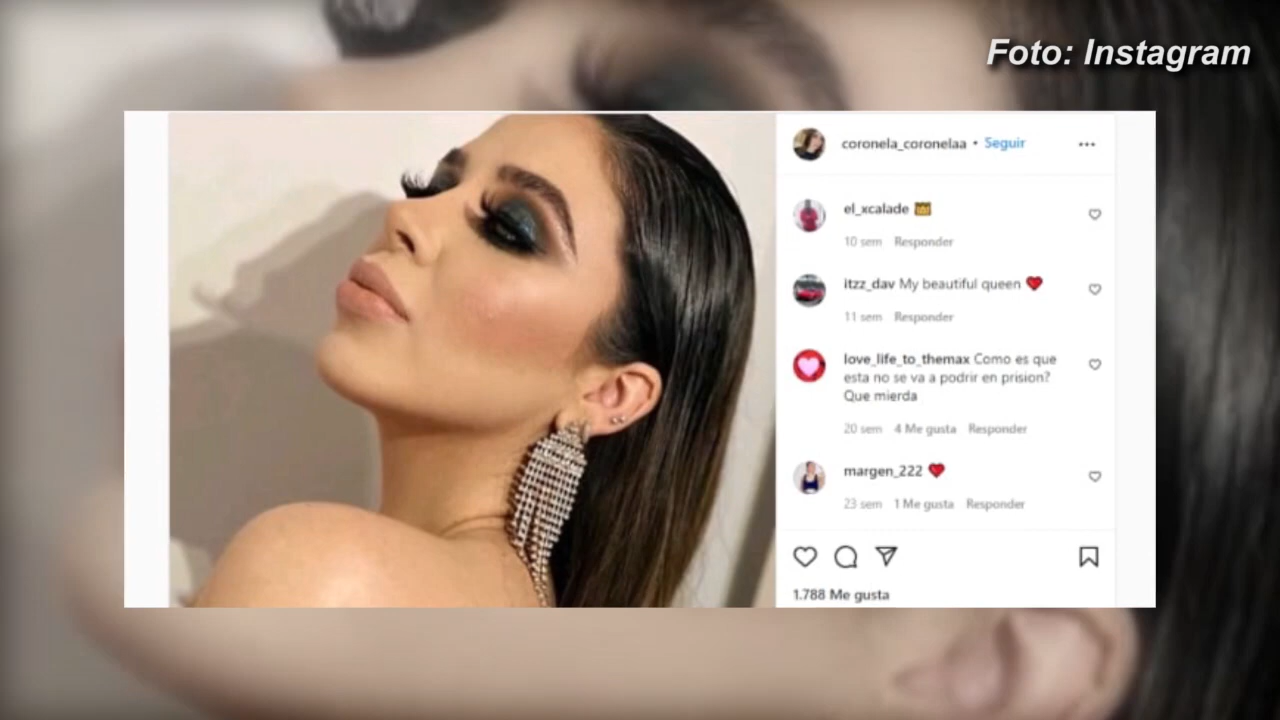 Foto: Instagram
coronela_coronelaa • Seguir
el_xcalade 👑
10 sem Responder
itzz_dav My beautiful queen ❤️
11 sem Responder
love_life_to_themax Como es que
esta no se va a podrir en prision?
Que mierda
20 sem 4 Me gusta Responder
margen_222 ❤️
23 sem 1 Me gusta Responder
1.788 Me gusta